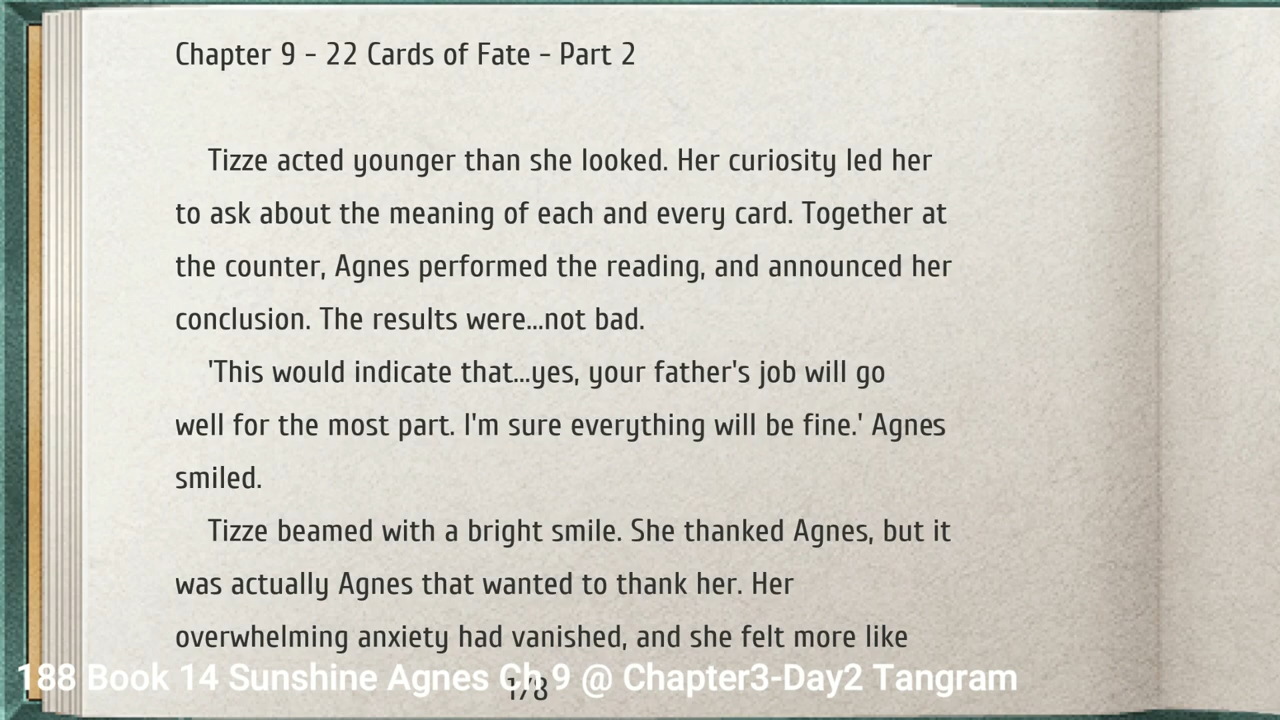 Chapter 9 - 22 Cards of Fate - Part 2
Tizze acted younger than she looked. Her curiosity led her
to ask about the meaning of each and every card. Together at
the counter, Agnes performed the reading, and announced her
conclusion. The results were...not bad.
'This would indicate that...yes, your father's job will go
well for the most part. I'm sure everything will be fine.' Agnes
smiled.
Tizze beamed with a bright smile. She thanked Agnes, but it
was actually Agnes that wanted to thank her. Her
overwhelming anxiety had vanished, and she felt more like
188 Book 14 Sunshine Agnes Ch 9 @ Chapter3-Day2 Tangram
1/8